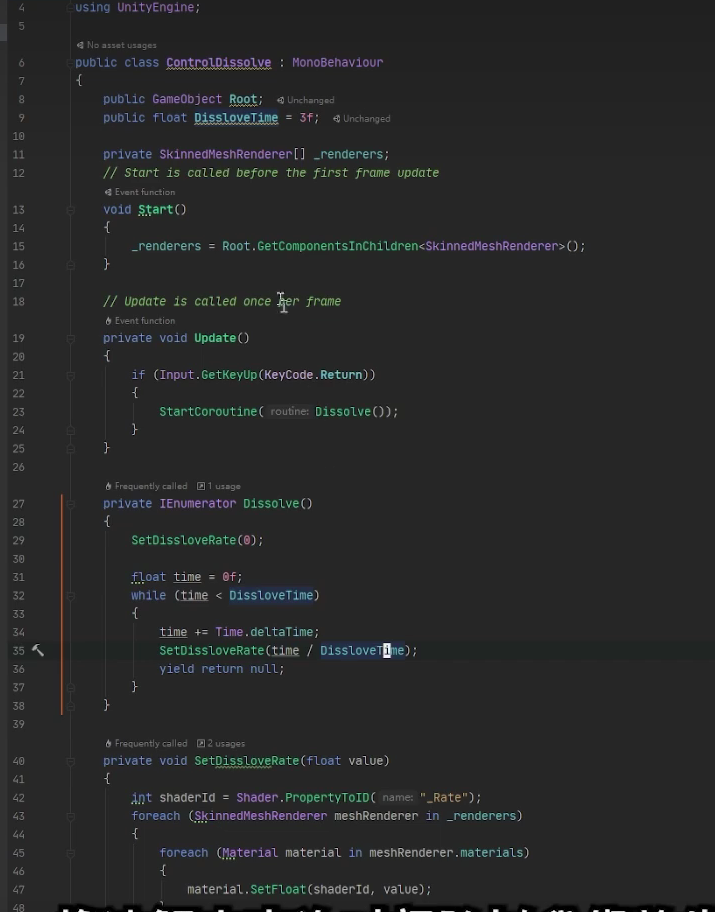 4 using UnityEngine;
5
No asset usages
6 public class ControlDissolve : MonoBehaviour
7 {
8 public GameObject Root; Unchanged
9 public float DissloveTime = 3f; Unchanged
10
11 private SkinnedMeshRenderer[] _renderers;
12 // Start is called before the first frame update
Event function
13 void Start()
14 {
15 _renderers = Root.GetComponentsInChildren<SkinnedMeshRenderer>();
16 }
17
18 // Update is called once per frame
Event function
19 private void Update()
20 {
21 if (Input.GetKeyUp(KeyCode.Return))
22 {
23 StartCoroutine( routine: Dissolve());
24 }
25 }
26
Frequently called 1 usage
27 private IEnumerator Dissolve()
28 {
29 SetDissloveRate(0);
30
31 float time = 0f;
32 while (time < DissloveTime)
33 {
34 time += Time.deltaTime;
35 SetDissloveRate(time / DissloveTime);
36 yield return null;
37 }
38 }
39
Frequently called 2 usages
40 private void SetDissloveRate(float value)
41 {
42 int shaderId = Shader.PropertyToID( name: "_Rate");
43 foreach (SkinnedMeshRenderer meshRenderer in _renderers)
44 {
45 foreach (Material material in meshRenderer.materials)
46 {
47 material.SetFloat(shaderId, value);
48